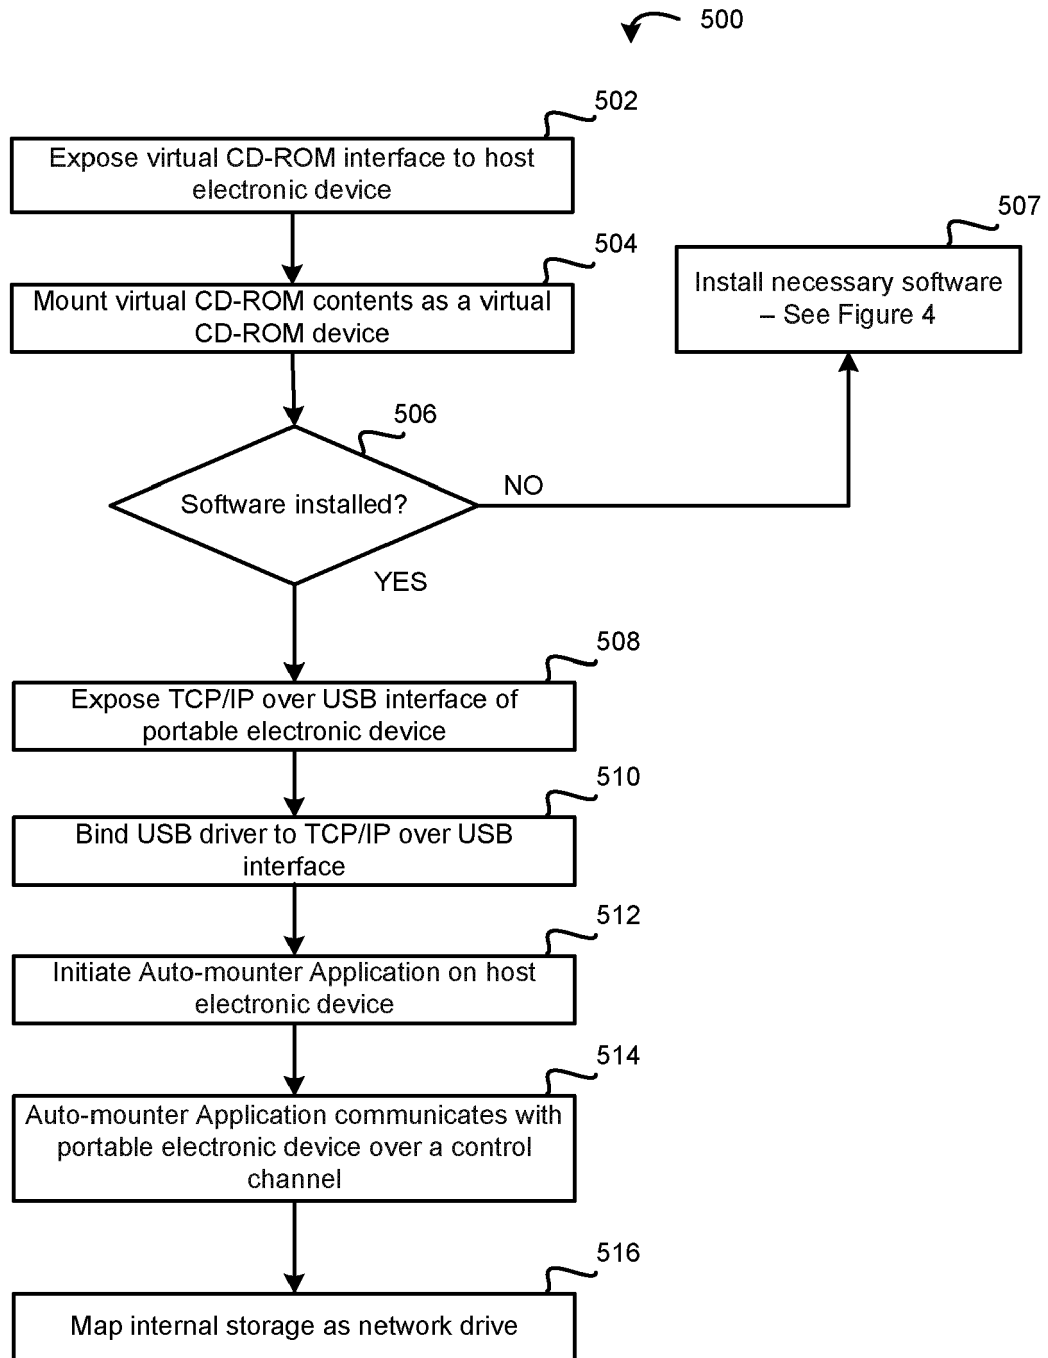 500
502
Expose virtual CD-ROM interface to host
electronic device
504
Mount virtual CD-ROM contents as a virtual
CD-ROM device
507
Install necessary software
– See Figure 4
506
Software installed?
NO
YES
508
Expose TCP/IP over USB interface of
portable electronic device
510
Bind USB driver to TCP/IP over USB
interface
512
Initiate Auto-mounter Application on host
electronic device
514
Auto-mounter Application communicates with
portable electronic device over a control
channel
516
Map internal storage as network drive